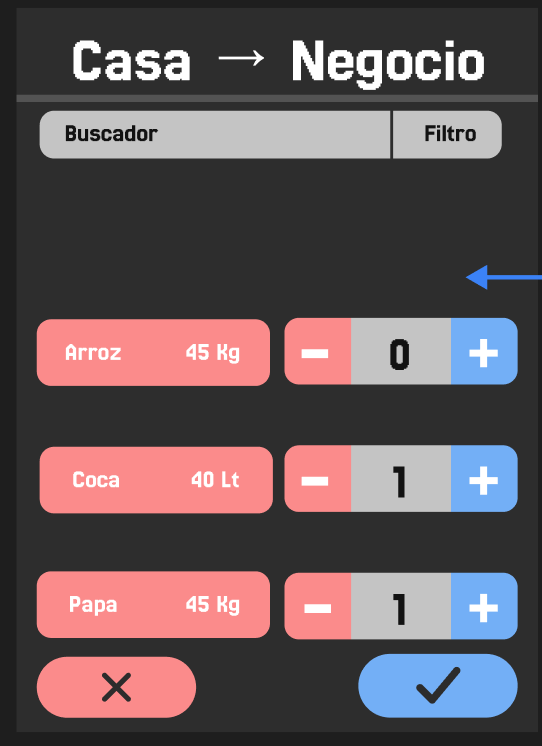 Casa → Negocio
Buscador Filtro
Arroz 45 Kg - 0 +
Coca 40 Lt - 1 +
Papa 45 Kg - 1 +